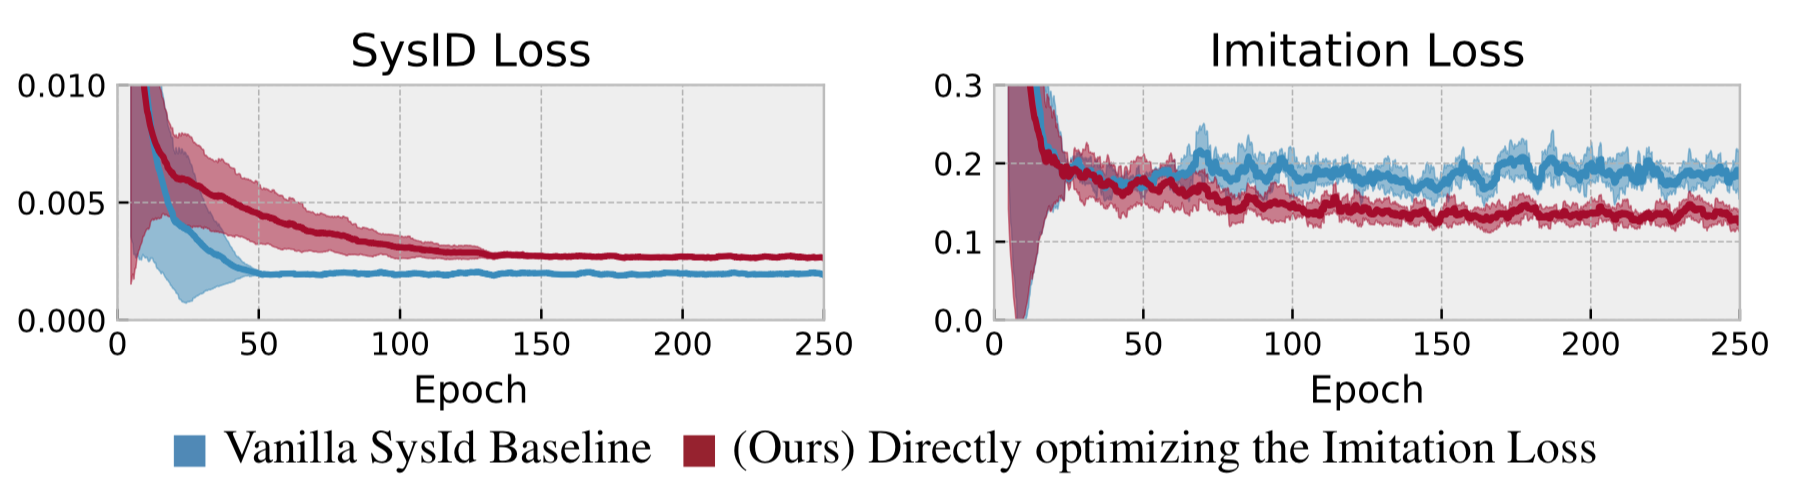 SysID Loss
0.010
0.005
0.000
0 50 100 150 200 250
Epoch
Imitation Loss
0.3
0.2
0.1
0.0
0 50 100 150 200 250
Epoch
Vanilla SysId Baseline (Ours) Directly optimizing the Imitation Loss